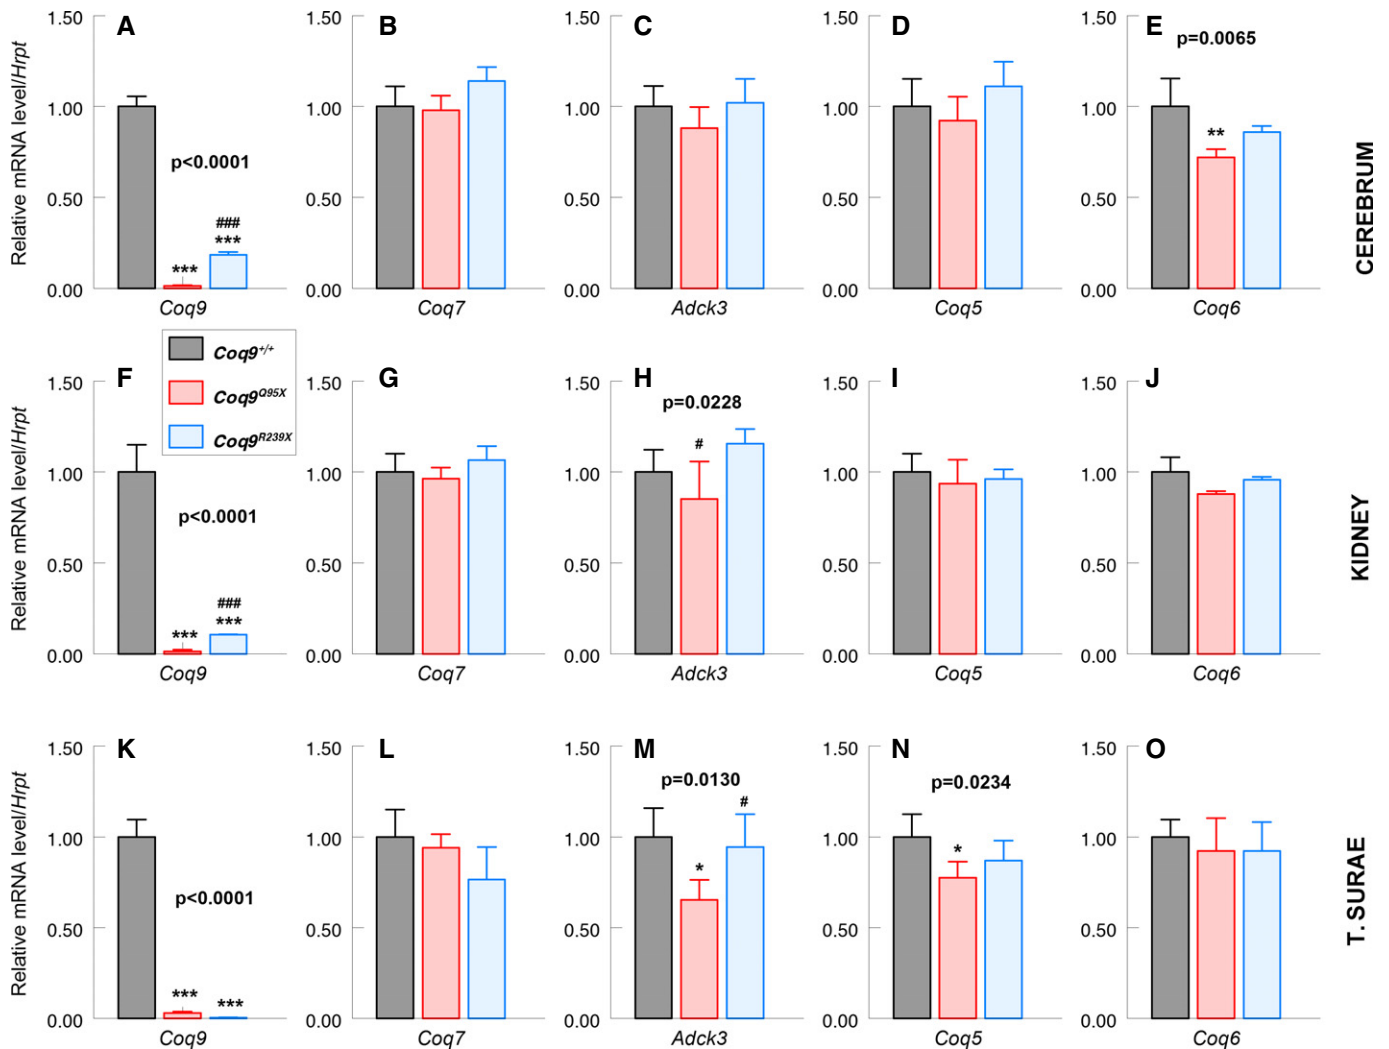 A
B
C
D
E
Relative mRNA level/Hrpt
1.50
1.00
0.50
0.00
p<0.0001
***
###
***
Coq9
1.50
1.00
0.50
0.00
Coq7
1.50
1.00
0.50
0.00
Adck3
1.50
1.00
0.50
0.00
Coq5
1.50
1.00
0.50
0.00
p=0.0065
**
Coq6
CEREBRUM
Coq9+/+
Coq9Q95X
Coq9R239X
F
G
H
I
J
Relative mRNA level/Hrpt
1.50
1.00
0.50
0.00
p<0.0001
***
###
***
Coq9
1.50
1.00
0.50
0.00
Coq7
1.50
1.00
0.50
0.00
p=0.0228
#
Adck3
1.50
1.00
0.50
0.00
Coq5
1.50
1.00
0.50
0.00
Coq6
KIDNEY
K
L
M
N
O
Relative mRNA level/Hrpt
1.50
1.00
0.50
0.00
p<0.0001
***
***
Coq9
1.50
1.00
0.50
0.00
Coq7
1.50
1.00
0.50
0.00
p=0.0130
*
#
Adck3
1.50
1.00
0.50
0.00
p=0.0234
*
Coq5
1.50
1.00
0.50
0.00
Coq6
T. SURAE